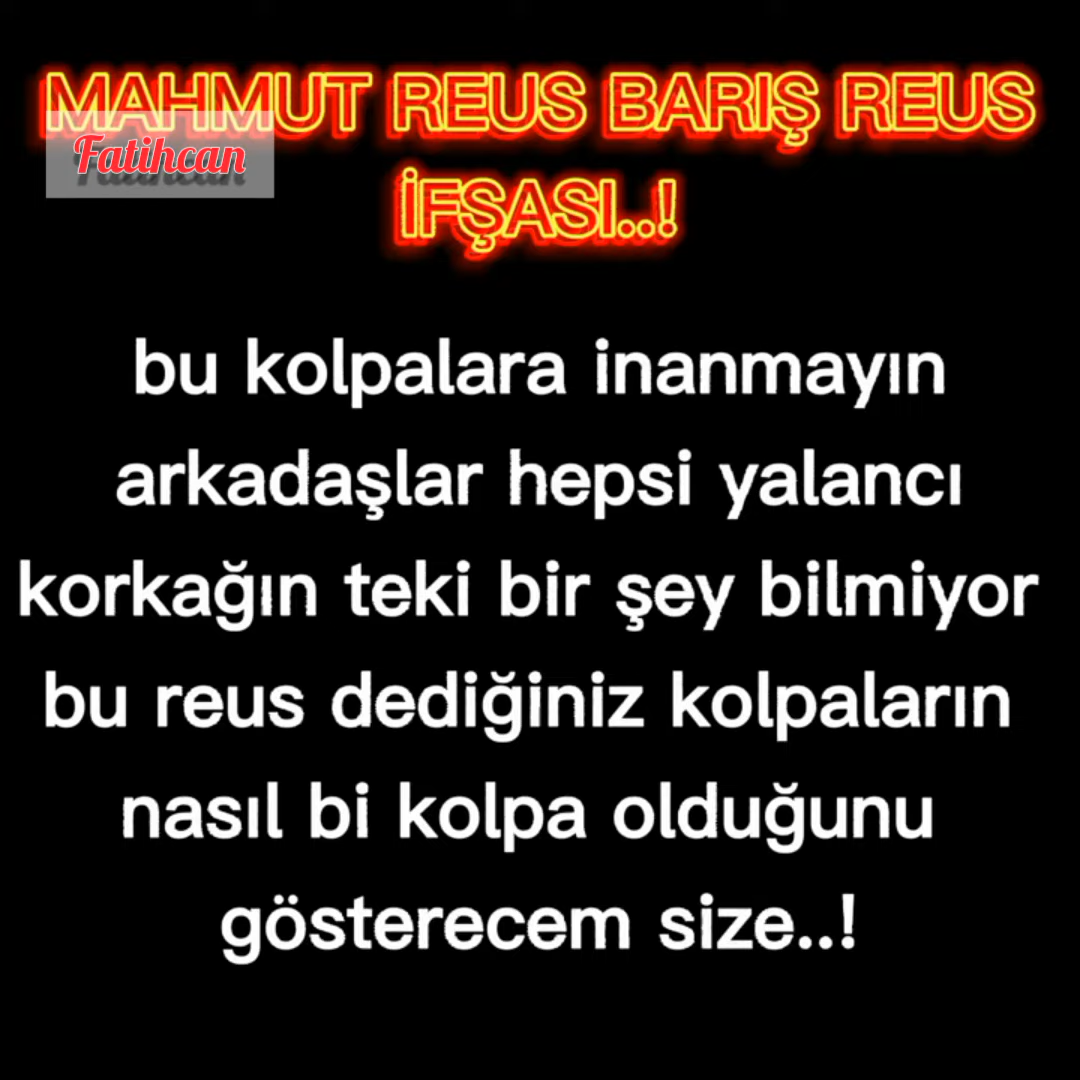 MAHMUT REUS BARIŞ REUS
Fatihcan
İFŞASI..!
bu kolpalara inanmayın
arkadaşlar hepsi yalancı
korkağın teki bir şey bilmiyor
bu reus dediğiniz kolpaların
nasıl bi kolpa olduğunu
gösterecem size..!